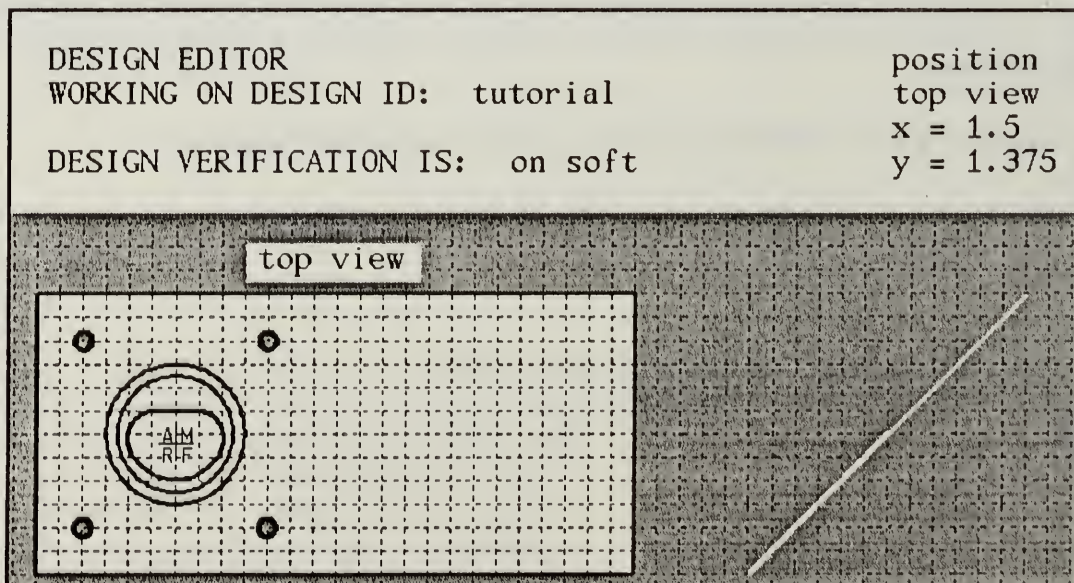 DESIGN EDITOR
WORKING ON DESIGN ID: tutorial
DESIGN VERIFICATION IS: on soft
position
top view
x = 1.5
y = 1.375
top view
A M
R F